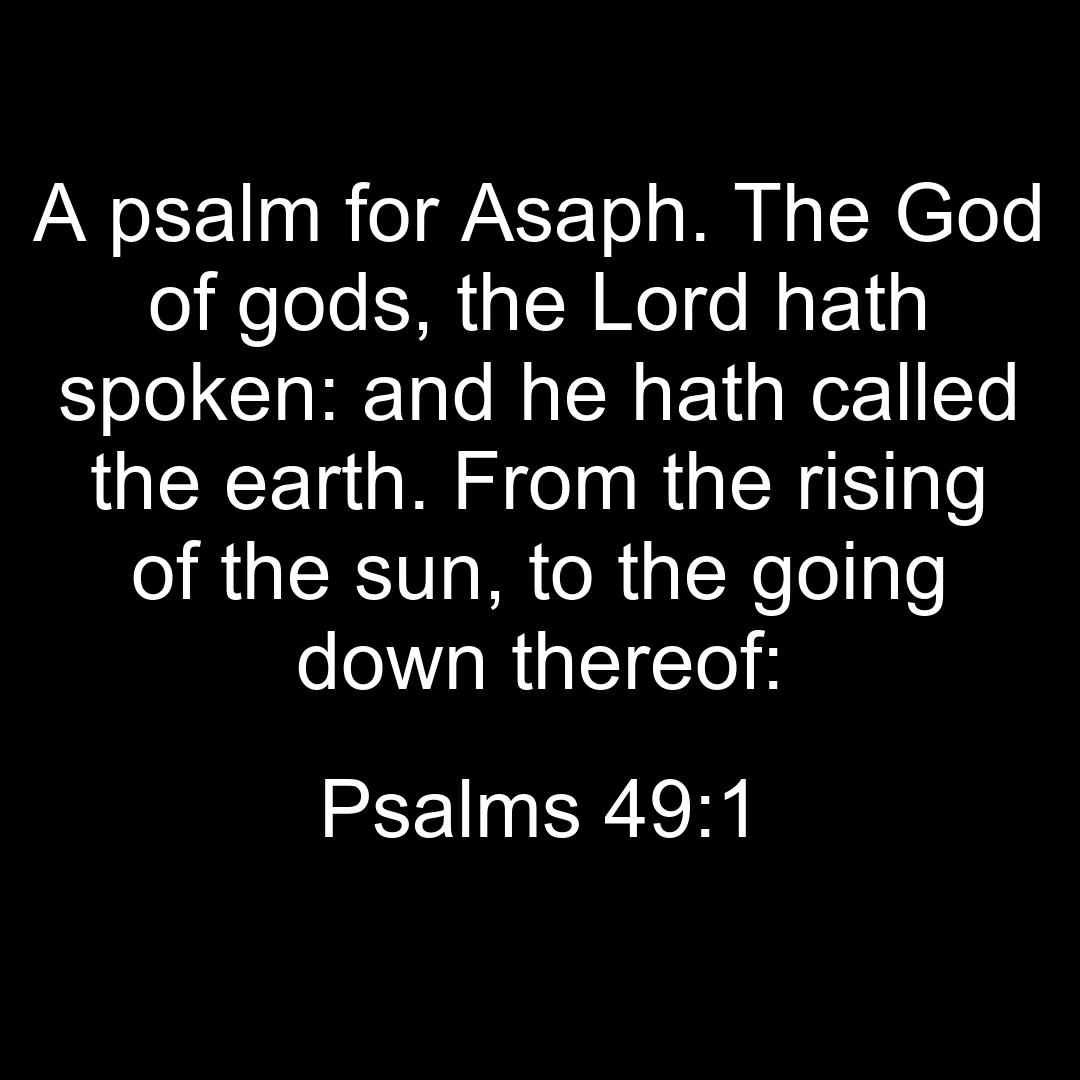 A psalm for Asaph. The God
of gods, the Lord hath
spoken: and he hath called
the earth. From the rising
of the sun, to the going
down thereof:
Psalms 49:1